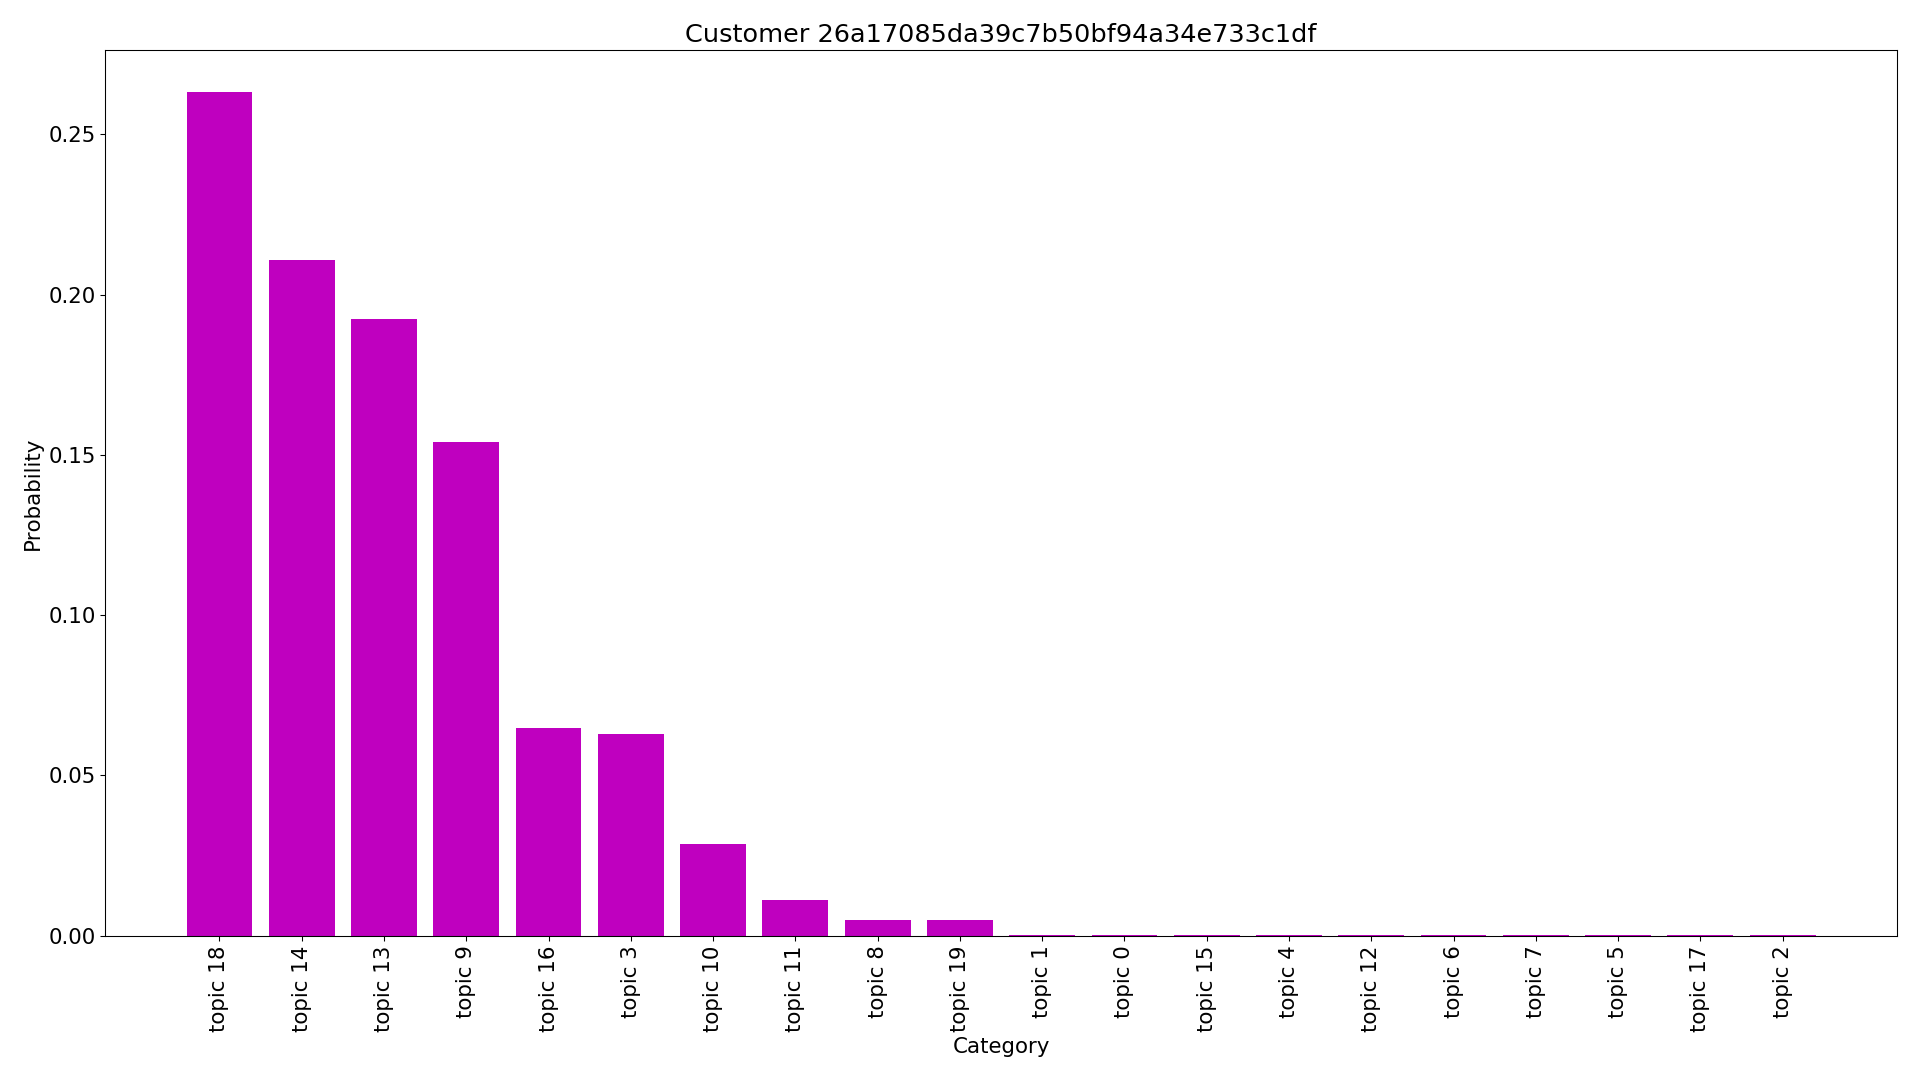 Customer 26a17085da39c7b50bf94a34e733c1df
Probability
0.25
0.20
0.15
0.10
0.05
0.00
topic 18
topic 14
topic 13
topic 9
topic 16
topic 3
topic 10
topic 11
topic 8
topic 19
topic 1
topic 0
topic 15
topic 4
topic 12
topic 6
topic 7
topic 5
topic 17
topic 2
Category